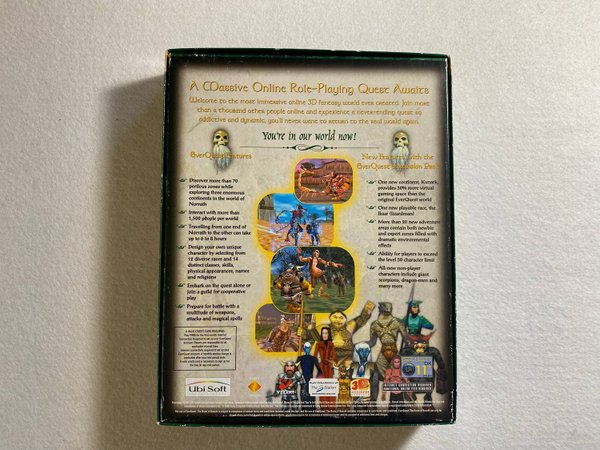 A Massive Online Role-Playing Quest Awaits
Welcome to the most immersive online 3D fantasy world ever created. Join more
than a thousand other people online and experience a never-ending quest so
addictive and dynamic, you'll never want to return to the real world again.
You're in our world now!
EverQuest Features
Discover more than 70
perilous zones while
exploring three enormous
continents in the world of
Norrath
Interact with more than
1,500 people per world
Travelling from one end of
Norrath to the other can take
up to 6 to 8 hours
Design your own unique
character by selecting from
12 diverse races and 14
distinct classes, skills,
physical appearances, names
and religions
Embark on the quest alone or
join a guild for cooperative
play
Prepare for battle with a
multitude of weapons,
attacks and magical spells
New Features with the
EverQuest Expansion Pack
One new continent, Kunark,
provides 30% more virtual
gaming space than the
original EverQuest world
One new playable race, the
Iksar (lizardman)
More than 20 new adventure
areas contain both newbie
and expert zones filled with
dramatic environmental
effects
Ability for players to exceed
the level 50 character limit
All-new non-player
characters include giant
scorpions, dragon-men and
many more
Ubi Soft
3D
11
INTERNET CONNECTION REQUIRED